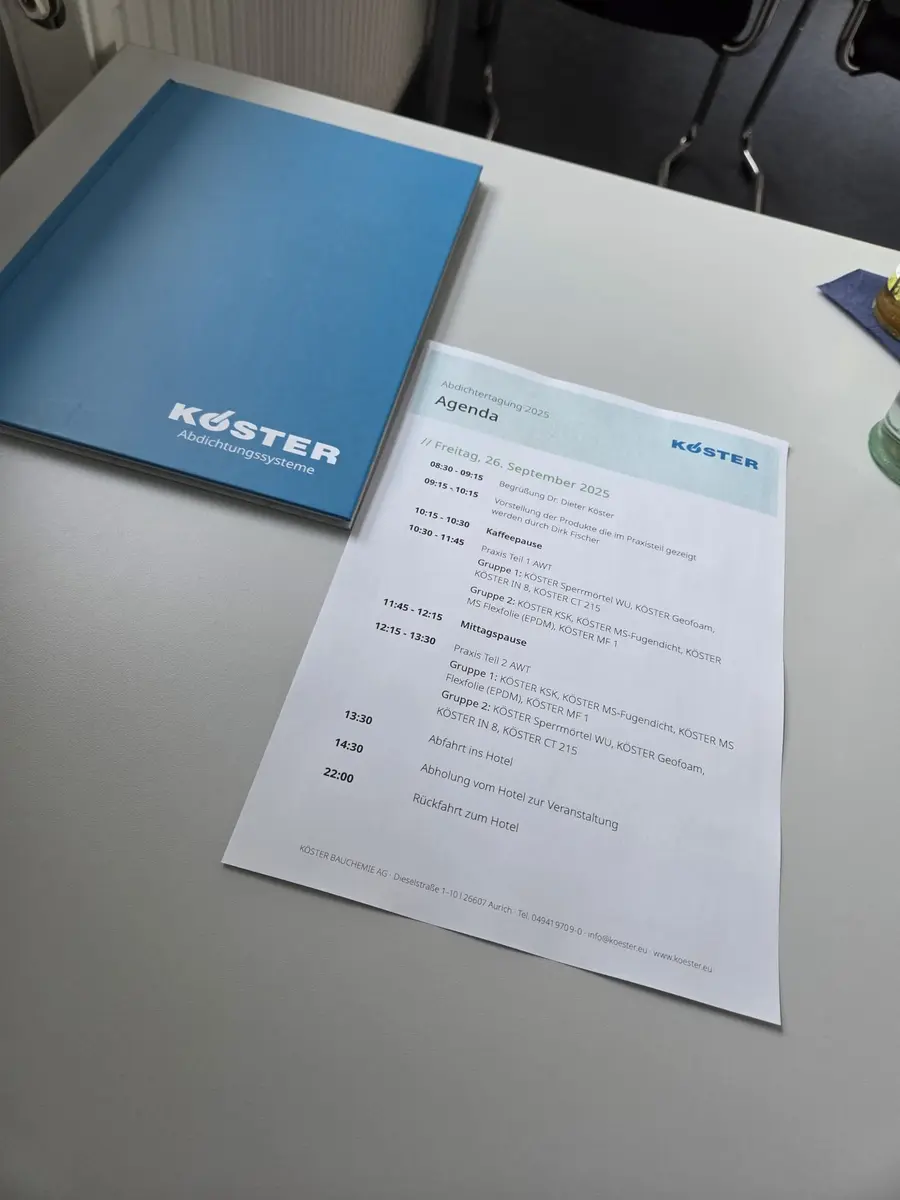 KÖSTER
Abdichtungssysteme
Abdichtertagung 2025
Agenda
KÖSTER
// Freitag, 26. September 2025
08:30 - 09:15 Begrüßung Dr. Dieter Köster
09:15 - 10:15 Vorstellung der Produkte die im Praxisteil gezeigt
werden durch Dirk Fischer
10:15 - 10:30 Kaffeepause
10:30 - 11:45 Praxis Teil 1 AWT
Gruppe 1: KÖSTER Sperrmörtel WU, KÖSTER Geofoam,
KÖSTER IN 8, KÖSTER CT 215
Gruppe 2: KÖSTER KSK, KÖSTER MS-Fugendicht, KÖSTER
MS Flexfolie (EPDM), KÖSTER MF 1
11:45 - 12:15 Mittagspause
12:15 - 13:30 Praxis Teil 2 AWT
Gruppe 1: KÖSTER KSK, KÖSTER MS-Fugendicht, KÖSTER MS
Flexfolie (EPDM), KÖSTER MF 1
Gruppe 2: KÖSTER Sperrmörtel WU, KÖSTER Geofoam,
KÖSTER IN 8, KÖSTER CT 215
13:30 Abfahrt ins Hotel
14:30 Abholung vom Hotel zur Veranstaltung
22:00 Rückfahrt zum Hotel
KÖSTER BAUCHEMIE AG · Dieselstraße 1–10 | 26607 Aurich · Tel. 04941 9709-0 · info@koester.eu · www.koester.eu